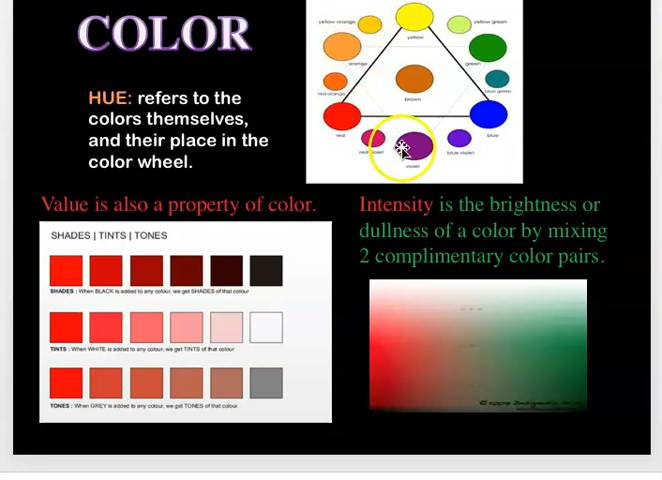 COLOR
HUE: refers to the
colors themselves,
and their place in the
color wheel.
yellow orange
yellow
yellow green
orange
green
red-orange
brown
blue green
red
blue
red violet
violet
blue violet
Value is also a property of color.
SHADES | TINTS | TONES
SHADES : When BLACK is added to any colour, we get SHADES of that colour
TINTS : When WHITE is added to any colour, we get TINTS of that colour
TONES : When GREY is added to any colour, we get TONES of that colour
Intensity is the brightness or
dullness of a color by mixing
2 complimentary color pairs.